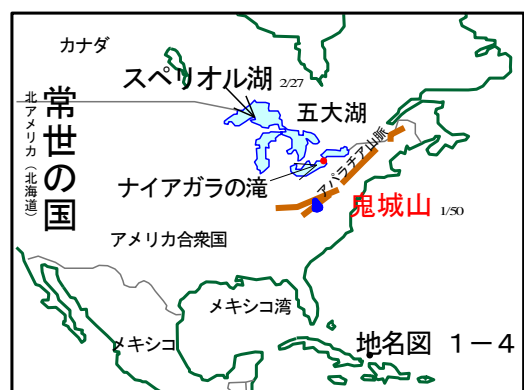 カナダ
スペリオル湖 2/27
五大湖
常世の国
北アメリカ（北海道）
ナイアガラの滝
アパラチア山脈
鬼城山 1/50
アメリカ合衆国
メキシコ湾
メキシコ
地名図 1－4